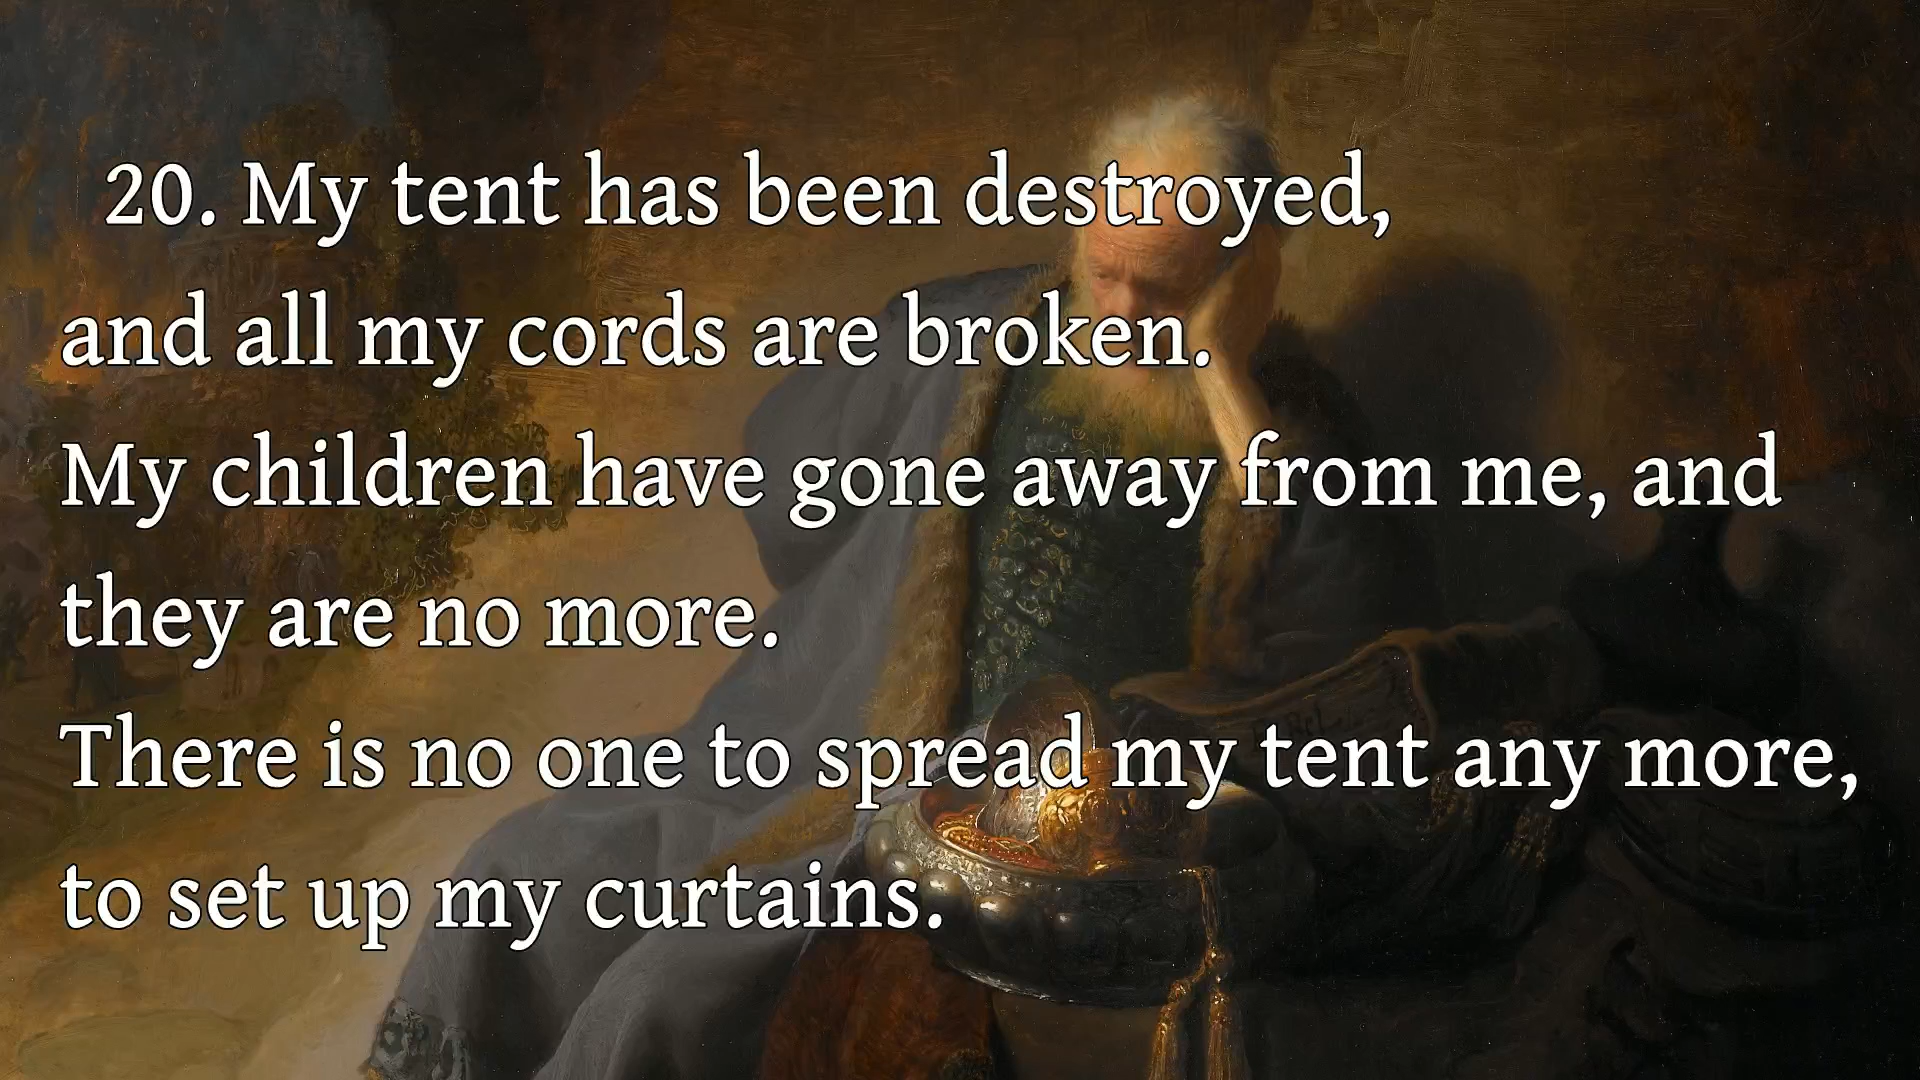 20. My tent has been destroyed,
and all my cords are broken.
My children have gone away from me, and
they are no more.
There is no one to spread my tent any more,
to set up my curtains.